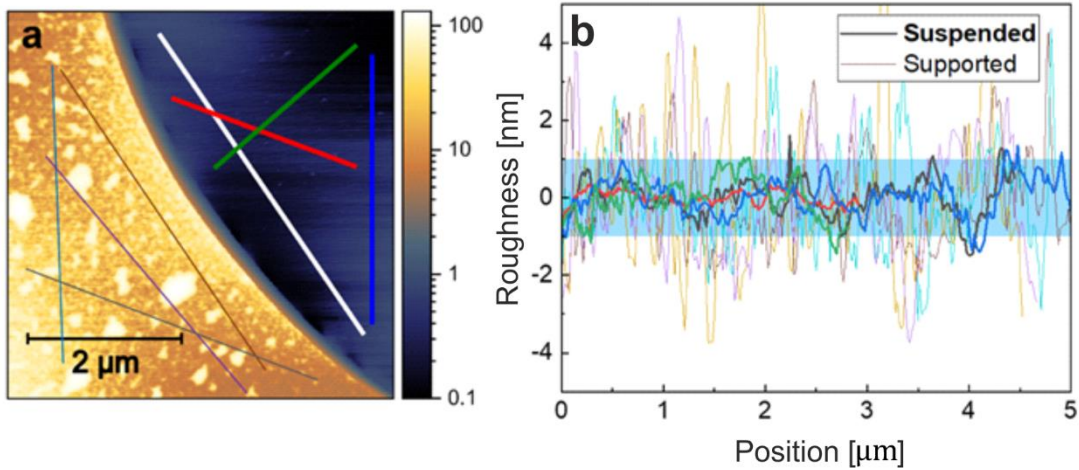 a
2 µm
100
10
1
0.1
b
Suspended
Supported
Roughness [nm]
4
2
0
-2
-4
0 1 2 3 4 5
Position [µm]